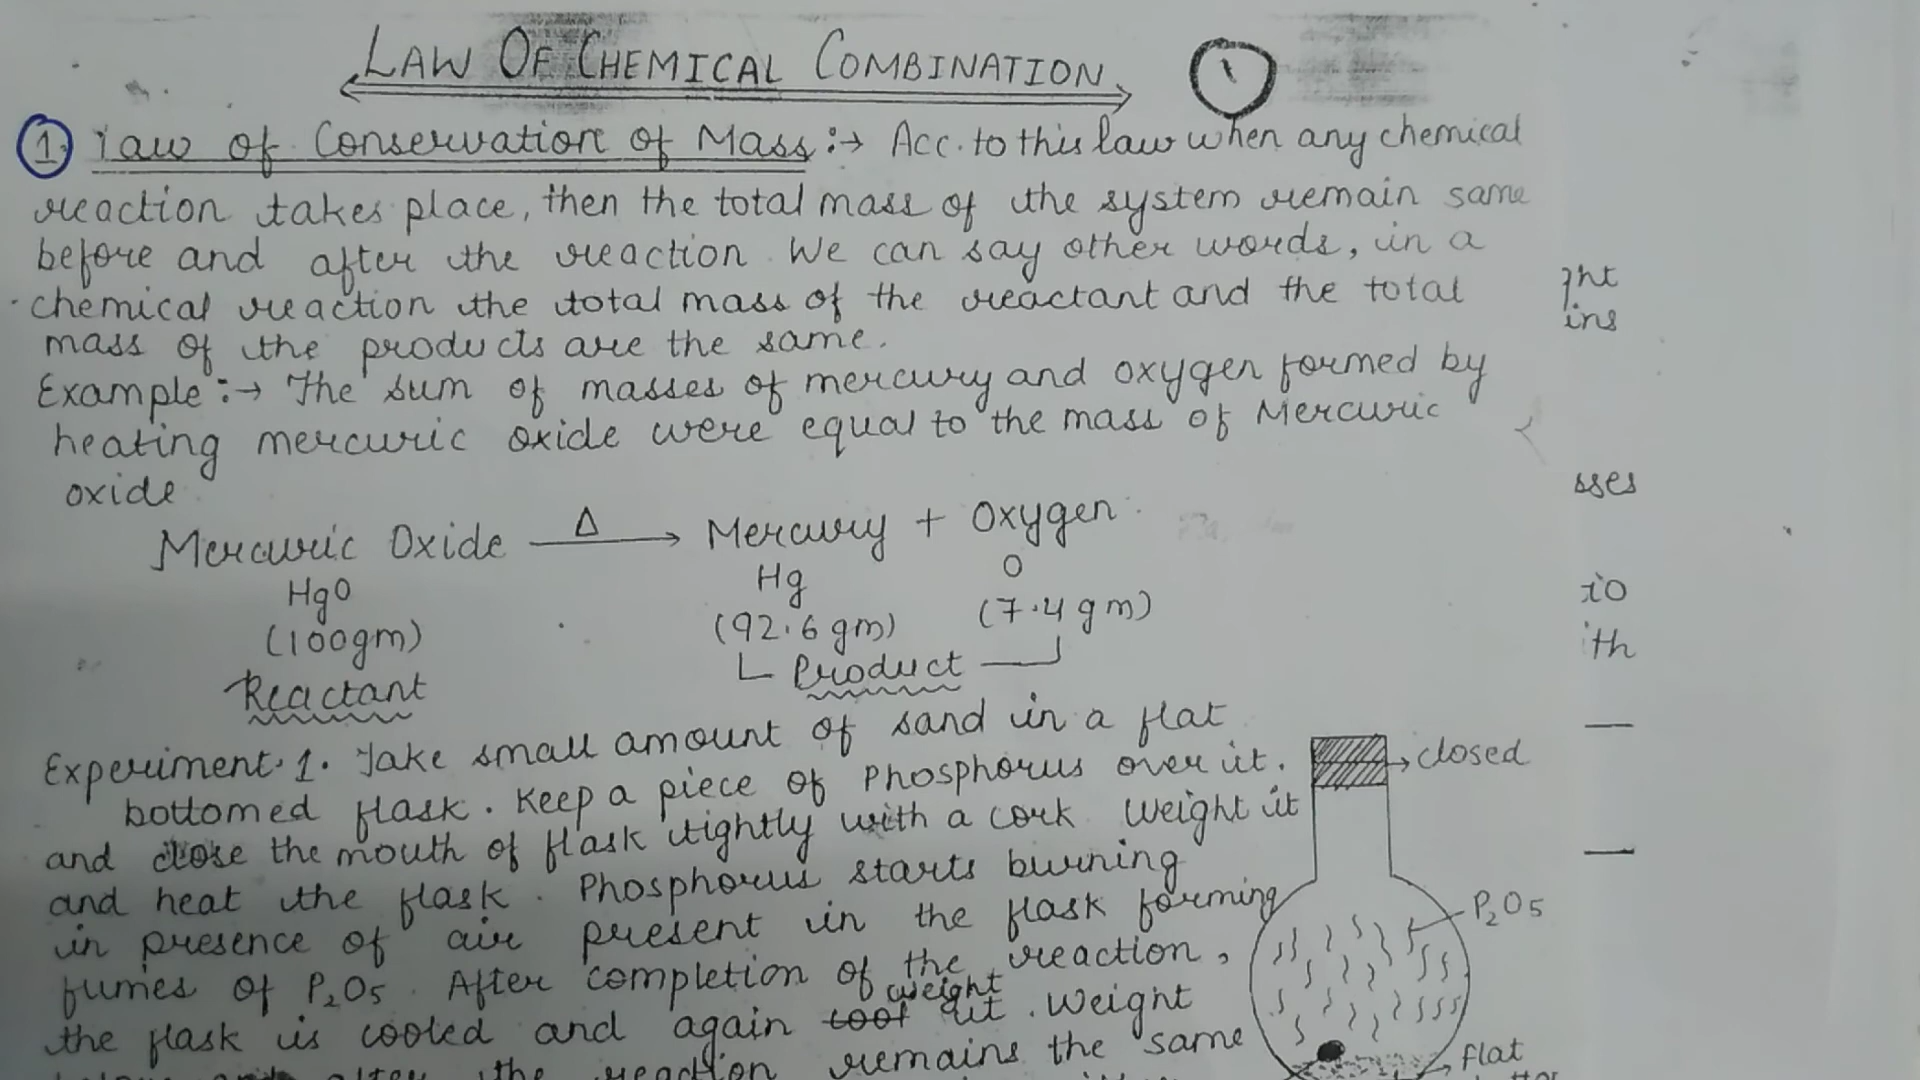 LAW OF CHEMICAL COMBINATION 1
1. Law of Conservation of Mass :→ Acc. to this law when any chemical
reaction takes place, then the total mass of the system remain same
before and after the reaction. We can say other words, in a
chemical reaction the total mass of the reactant and the total
mass of the products are the same.
Example :→ The sum of masses of mercury and oxygen formed by
heating mercuric oxide were equal to the mass of Mercuric
oxide
Mercuric Oxide —Δ→ Mercury + Oxygen
HgO Hg O
(100gm) (92.6 gm) (7.4 gm)
Reactant Product
Experiment. 1. Take small amount of sand in a flat
bottomed flask. Keep a piece of Phosphorus over it.
and close the mouth of flask tightly with a cork Weight it
and heat the flask. Phosphorus starts burning
in presence of air present in the flask forming
fumes of P₂O₅. After completion of the reaction,
the flask is cooled and again weight it. Weight
after the reaction remains the same
closed
P₂O₅
flat
ght
ins
sses
io
ith